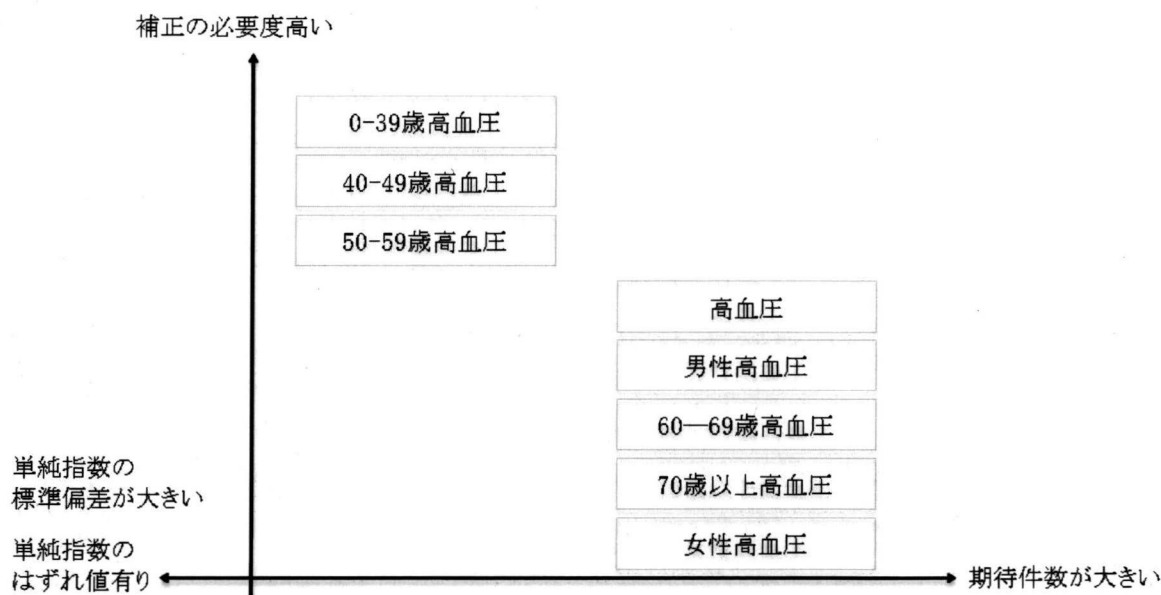 補正の必要度高い
0-39歳高血圧
40-49歳高血圧
50-59歳高血圧
高血圧
男性高血圧
60―69歳高血圧
70歳以上高血圧
女性高血圧
単純指数の
標準偏差が大きい
単純指数の
はずれ値有り
期待件数が大きい